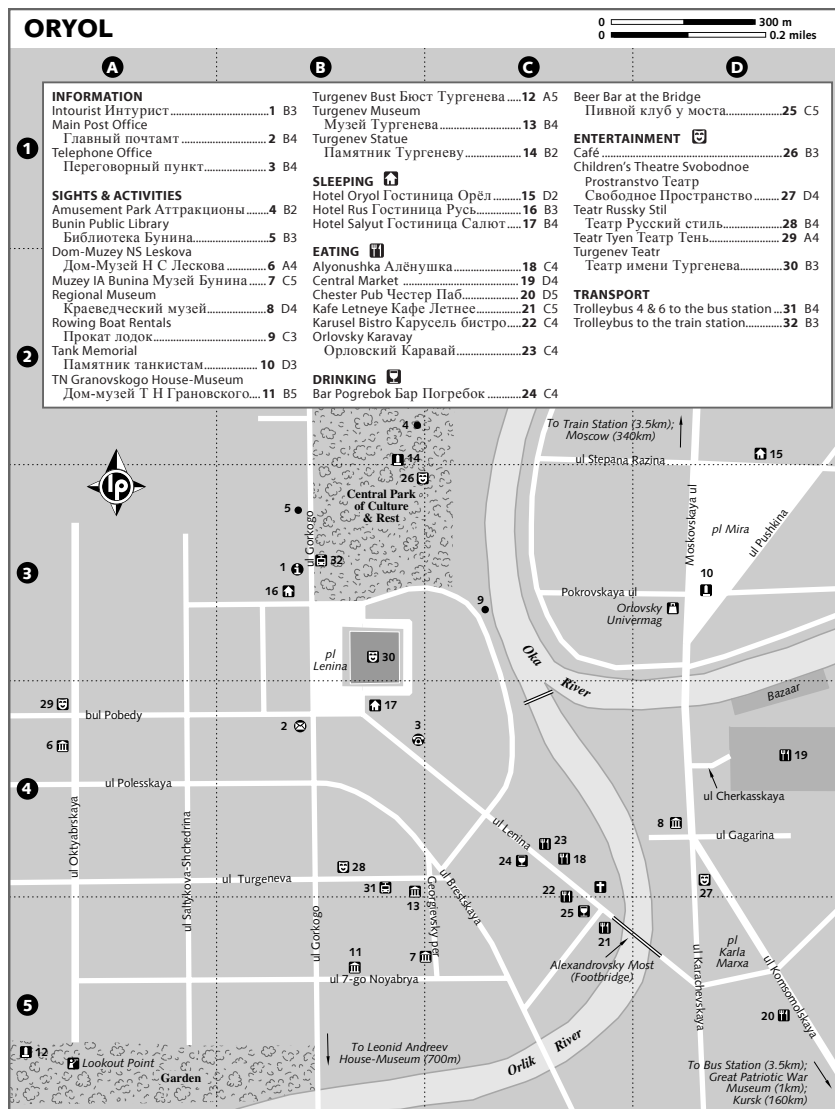 ORYOL
0 300 m
0 0.2 miles
A B C D
INFORMATION
Intourist Интурист 1 B3
Main Post Office
Главный почтамт 2 B4
Telephone Office
Переговорный пункт 3 B4
SIGHTS & ACTIVITIES
Amusement Park Аттракционы 4 B2
Bunin Public Library
Библиотека Бунина 5 B3
Dom-Muzey NS Leskova
Дом-Музей Н С Лескова 6 A4
Muzey IA Bunina Музей Бунина 7 C5
Regional Museum
Краеведческий музей 8 D4
Rowing Boat Rentals
Прокат лодок 9 C3
Tank Memorial
Памятник танкистам 10 D3
TN Granovskogo House-Museum
Дом-музей Т Н Грановского 11 B5
Turgenev Bust Бюст Тургенева 12 A5
Turgenev Museum
Музей Тургенева 13 B4
Turgenev Statue
Памятник Тургеневу 14 B2
SLEEPING
Hotel Oryol Гостиница Орёл 15 D2
Hotel Rus Гостиница Русь 16 B3
Hotel Salyut Гостиница Салют 17 B4
EATING
Alyonushka Алёнушка 18 C4
Central Market 19 D4
Chester Pub Честер Паб 20 D5
Kafe Letneye Кафе Летнее 21 C5
Karusel Bistro Карусель бистро 22 C4
Orlovsky Karavay
Орловский Каравай 23 C4
DRINKING
Bar Pogrebok Бар Погребок 24 C4
Beer Bar at the Bridge
Пивной клуб у моста 25 C5
ENTERTAINMENT
Café 26 B3
Children's Theatre Svobodnoe
Prostranstvo Театр
Свободное Пространство 27 D4
Teatr Russky Stil
Театр Русский стиль 28 B4
Teatr Tyen Театр Тень 29 A4
Turgenev Teatr
Театр имени Тургенева 30 B3
TRANSPORT
Trolleybus 4 & 6 to the bus station 31 B4
Trolleybus to the train station 32 B3
1
2
3
4
5
4
To Train Station (3.5km);
Moscow (340km)
14
15
ul Stepana Razina
26
lp
Central Park
of Culture
& Rest
5
ul Gorkogo
Moskovskaya ul
pl Mira
ul Pushkina
1
32
10
16
Pokrovskaya ul
9
Orlovsky
Univermag
pl
Lenina
30
Oka
River
Bazaar
29
17
bul Pobedy
2
3
6
19
ul Polesskaya
ul Cherkasskaya
ul Oktyabrskaya
ul Saltykova-Shchedrina
ul Lenina
8
ul Gagarina
23
24
18
28
ul Turgeneva
31
13
Georgievsky per
ul Brestskaya
22
27
25
21
ul Gorkogo
11
7
Alexandrovsky Most
(Footbridge)
pl
Karla
Marxa
ul Karachevskaya
ul Komsomolskaya
ul 7-go Noyabrya
20
12
Lookout Point
Garden
To Leonid Andreev
House-Museum (700m)
Orlik River
To Bus Station (3.5km);
Great Patriotic War
Museum (1km);
Kursk (160km)